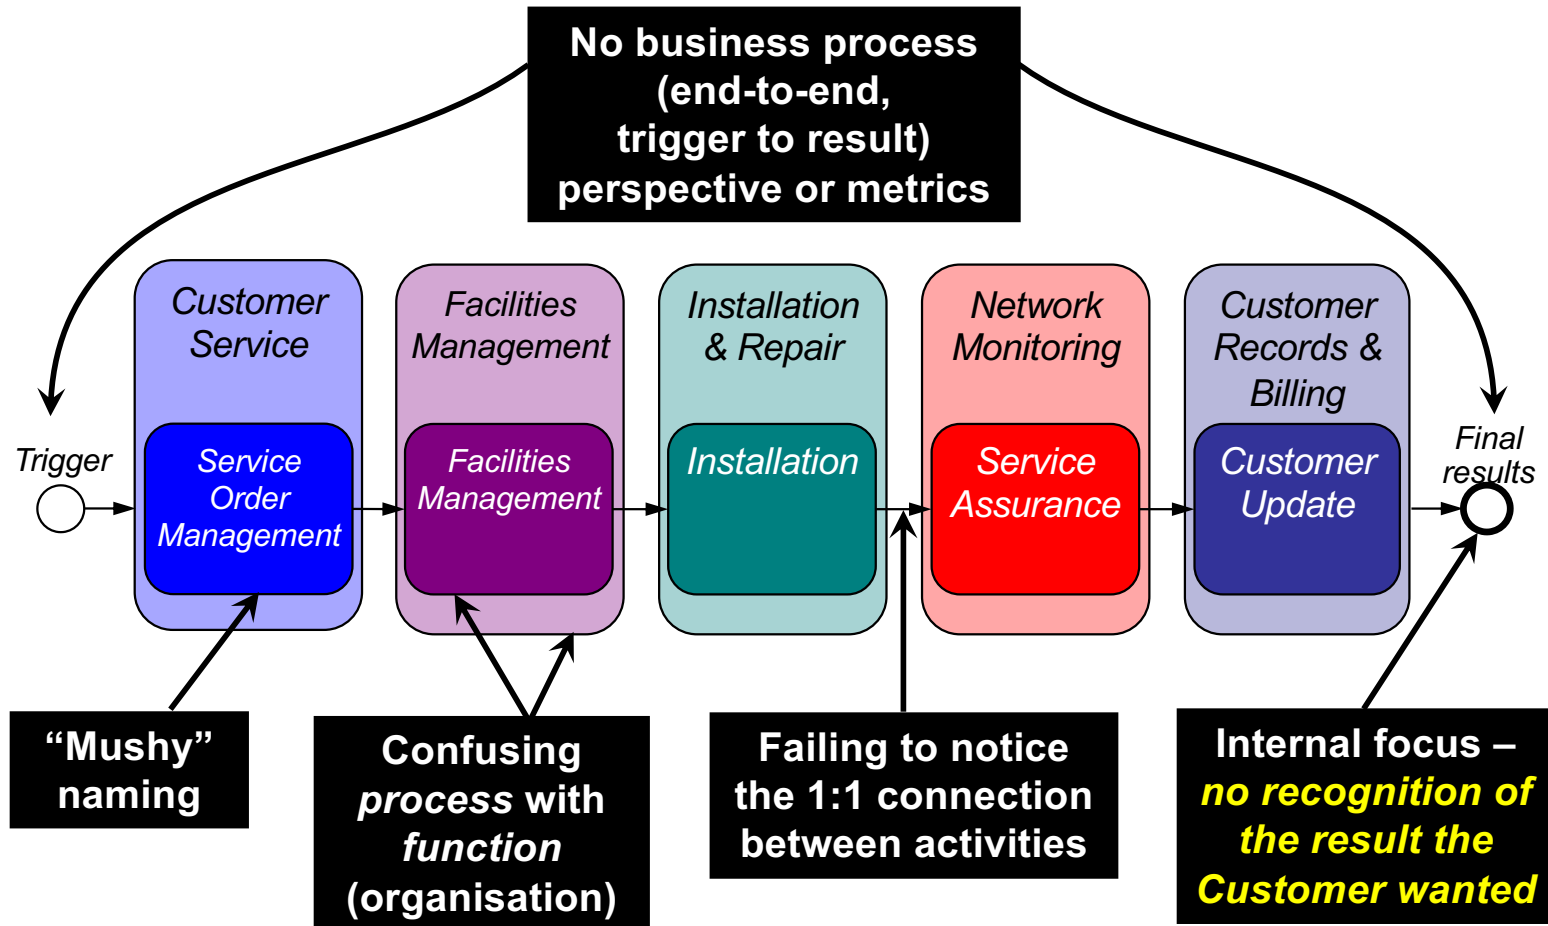 No business process
(end-to-end,
trigger to result)
perspective or metrics
Customer
Service
Facilities
Management
Installation
& Repair
Network
Monitoring
Customer
Records &
Billing
Trigger
Service
Order
Management
Facilities
Management
Installation
Service
Assurance
Customer
Update
Final
results
“Mushy”
naming
Confusing
process with
function
(organisation)
Failing to notice
the 1:1 connection
between activities
Internal focus –
no recognition of
the result the
Customer wanted